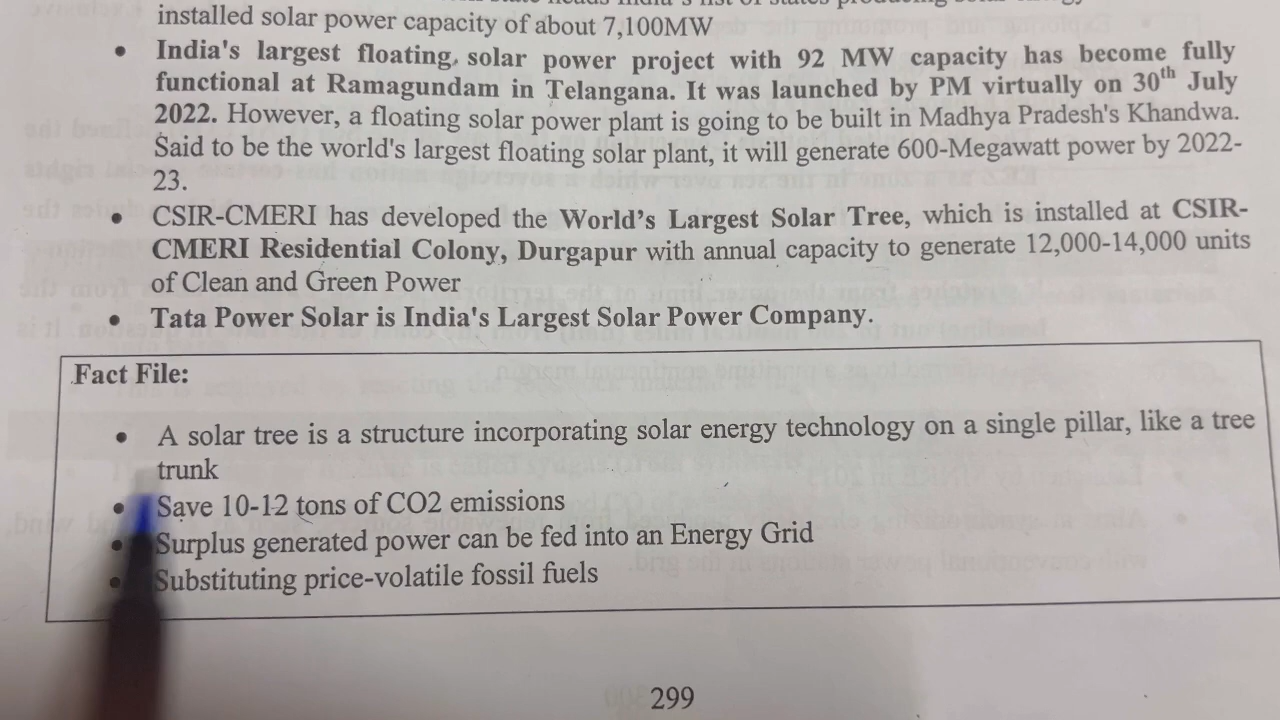 installed solar power capacity of about 7,100MW
• India's largest floating solar power project with 92 MW capacity has become fully
functional at Ramagundam in Telangana. It was launched by PM virtually on 30th July
2022. However, a floating solar power plant is going to be built in Madhya Pradesh's Khandwa.
Said to be the world's largest floating solar plant, it will generate 600-Megawatt power by 2022-
23.
• CSIR-CMERI has developed the World's Largest Solar Tree, which is installed at CSIR-
CMERI Residential Colony, Durgapur with annual capacity to generate 12,000-14,000 units
of Clean and Green Power
• Tata Power Solar is India's Largest Solar Power Company.
Fact File:
• A solar tree is a structure incorporating solar energy technology on a single pillar, like a tree
trunk
• Save 10-12 tons of CO2 emissions
• Surplus generated power can be fed into an Energy Grid
• Substituting price-volatile fossil fuels
299